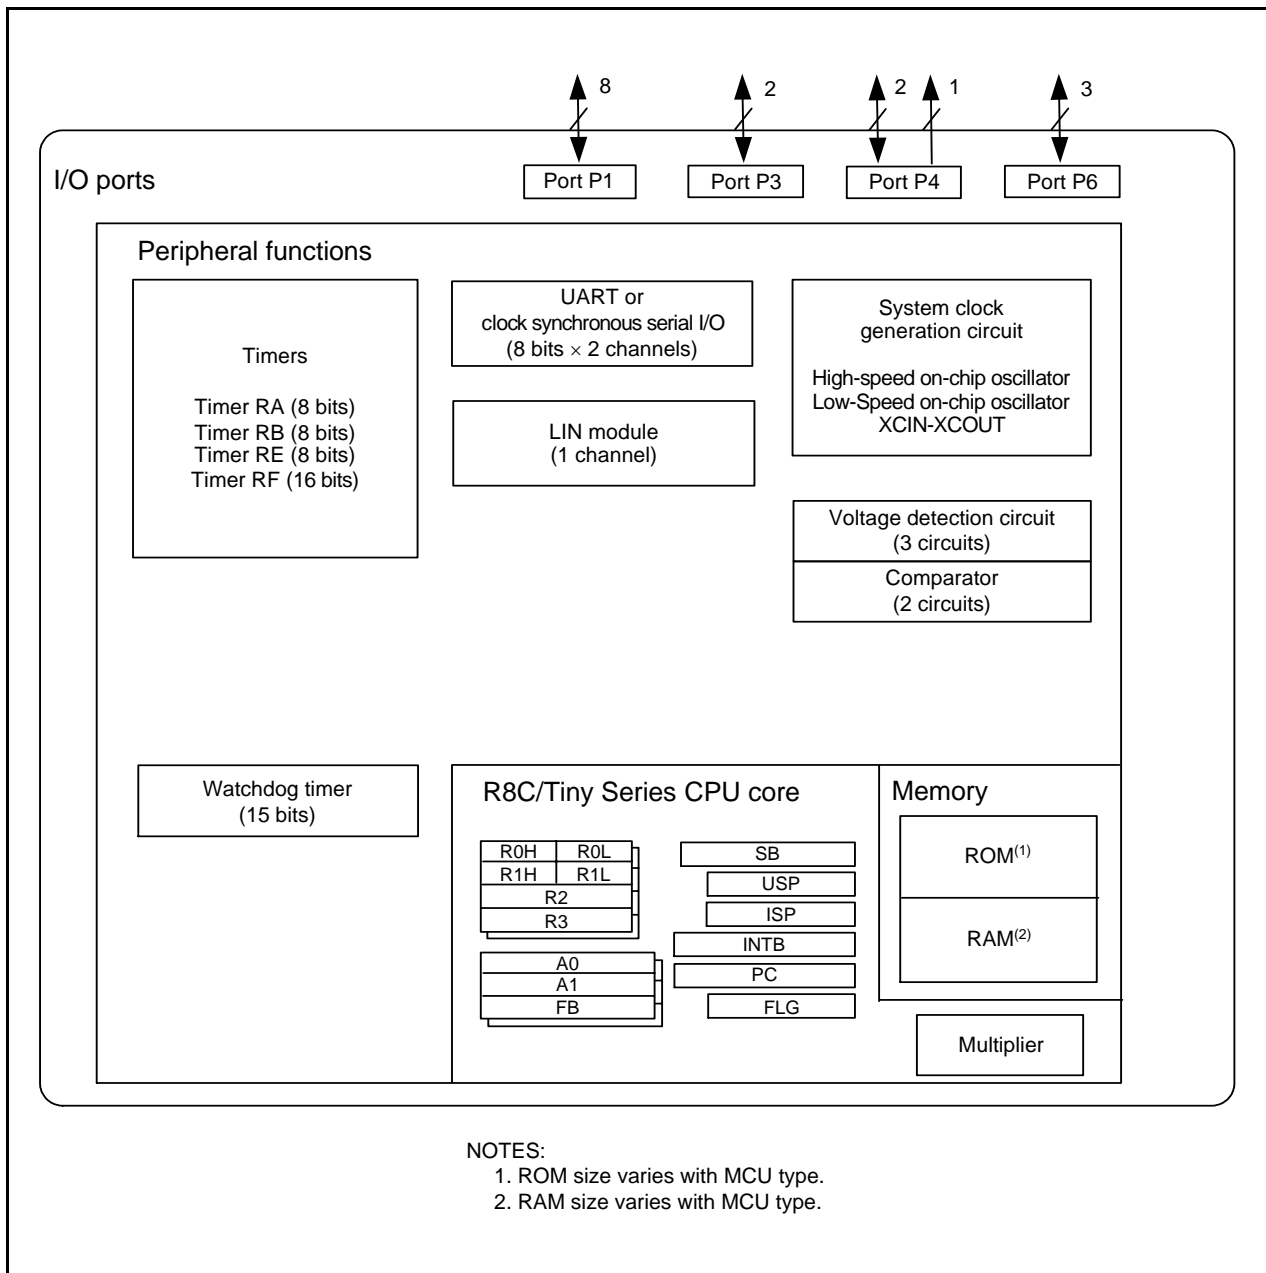 8
2
2
1
3
I/O ports
Port P1
Port P3
Port P4
Port P6
Peripheral functions
Timers
Timer RA (8 bits)
Timer RB (8 bits)
Timer RE (8 bits)
Timer RF (16 bits)
UART or
clock synchronous serial I/O
(8 bits × 2 channels)
LIN module
(1 channel)
System clock
generation circuit
High-speed on-chip oscillator
Low-Speed on-chip oscillator
XCIN-XCOUT
Voltage detection circuit
(3 circuits)
Comparator
(2 circuits)
Watchdog timer
(15 bits)
R8C/Tiny Series CPU core
R0H
R0L
R1H
R1L
R2
R3
A0
A1
FB
SB
USP
ISP
INTB
PC
FLG
Memory
ROM(1)
RAM(2)
Multiplier
NOTES:
1. ROM size varies with MCU type.
2. RAM size varies with MCU type.